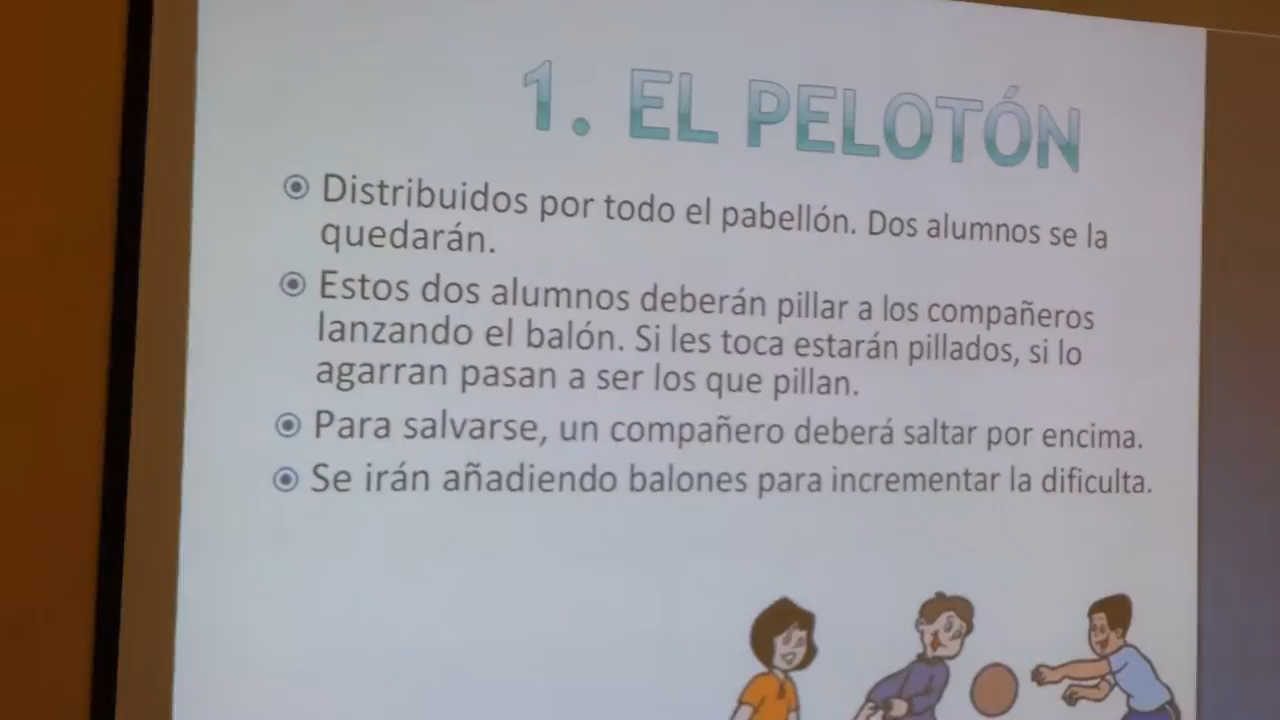 1. EL PELOTÓN
Distribuidos por todo el pabellón. Dos alumnos se la
quedarán.
Estos dos alumnos deberán pillar a los compañeros
lanzando el balón. Si les toca estarán pillados, si lo
agarran pasan a ser los que pillan.
Para salvarse, un compañero deberá saltar por encima.
Se irán añadiendo balones para incrementar la dificulta.